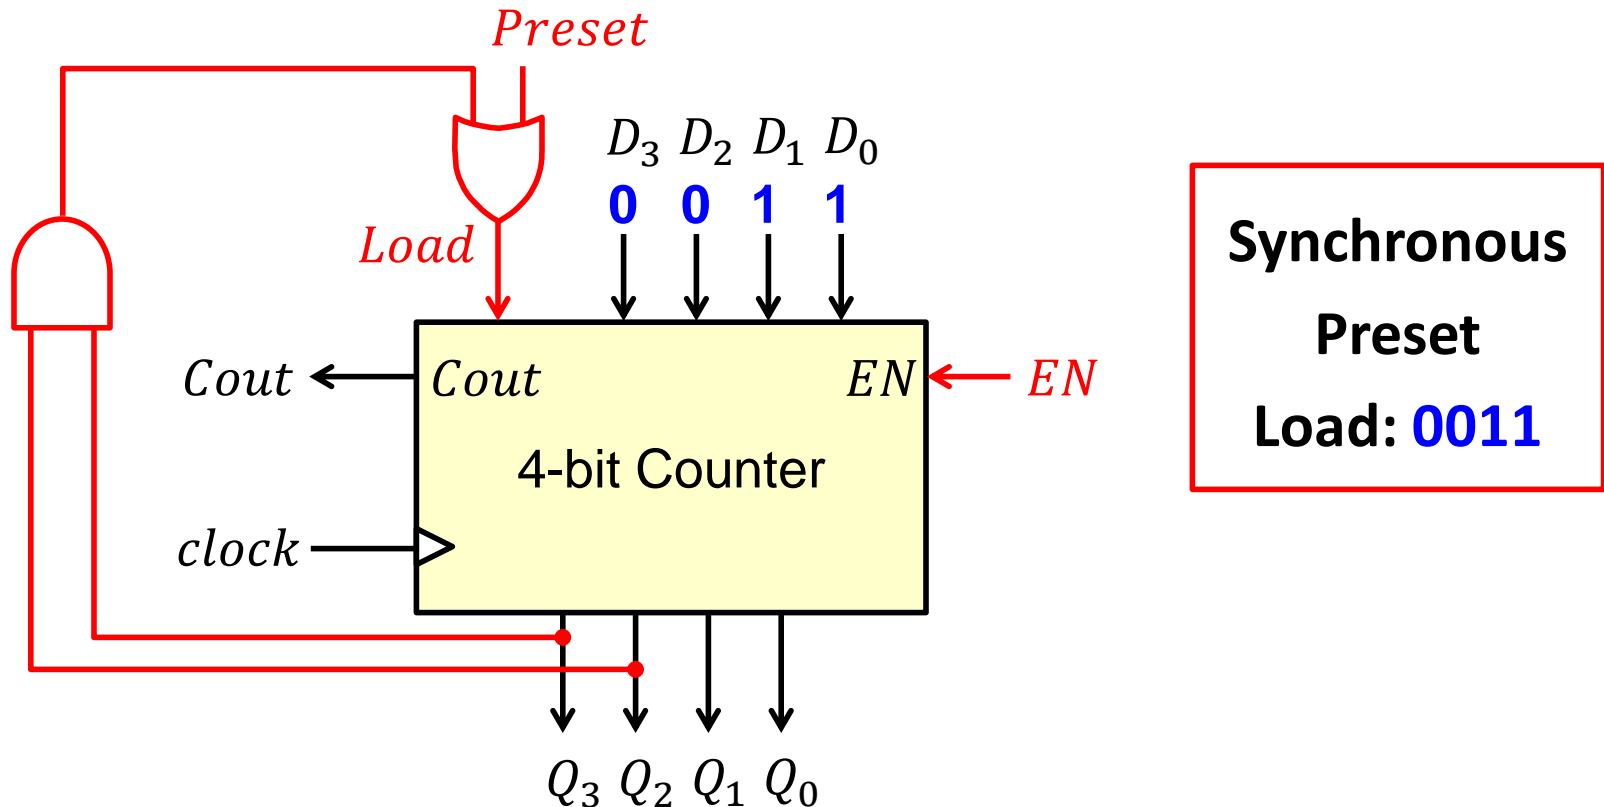 Preset
D3 D2 D1 D0
0 0 1 1
Load
Cout
Cout
EN
EN
4-bit Counter
clock
Q3 Q2 Q1 Q0
Synchronous
Preset
Load: 0011